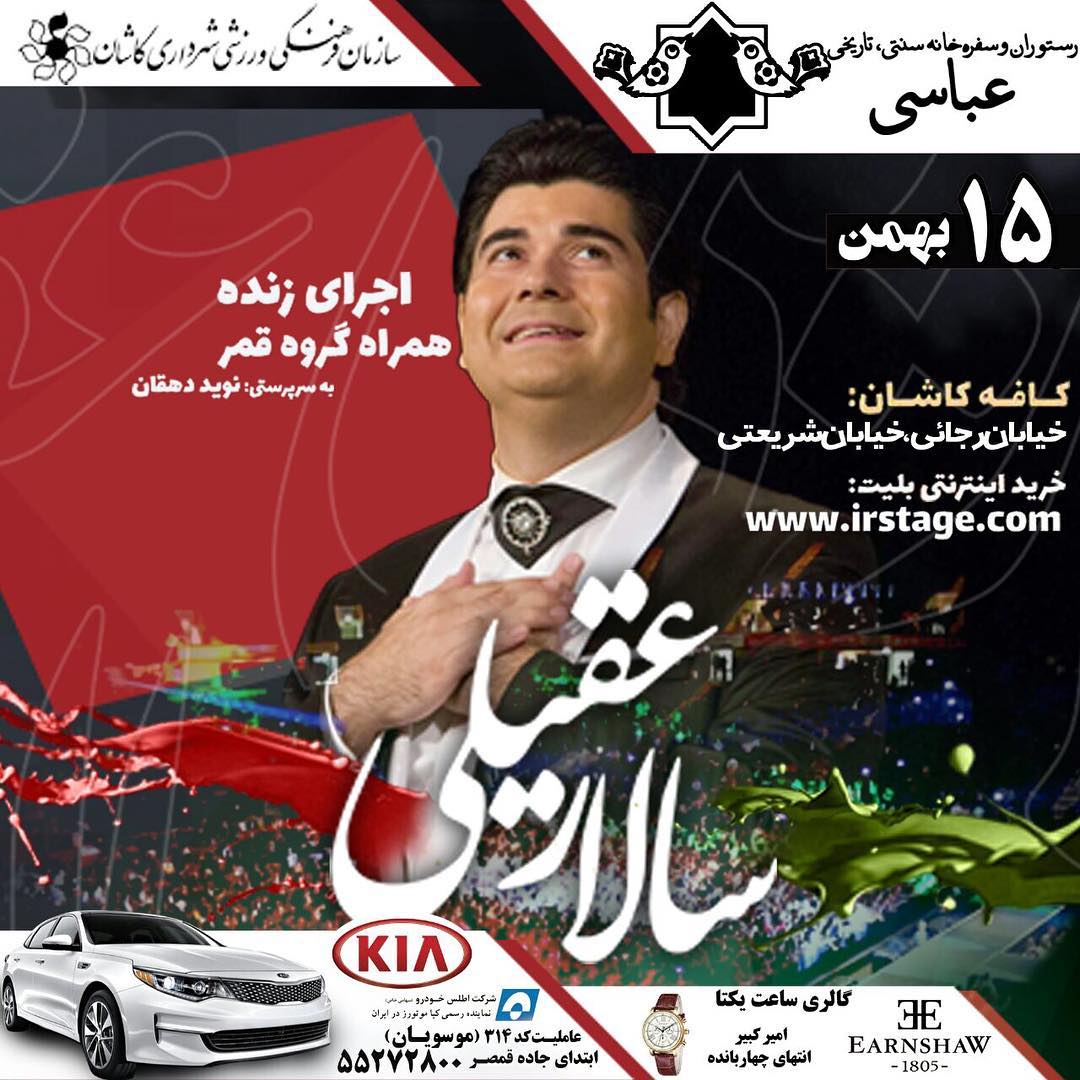 سازمان فرهنگی ورزشی شهرداری کاشان
رستوران و سفره خانه سنتی، تاریخی
عباسی
۱۵ بهمن
اجرای زنده
همراه گروه قمر
به سرپرستی: نوید دهقان
کافه کاشان:
خیابان رجائی، خیابان شریعتی
خرید اینترنتی بلیت:
www.irstage.com
سالار عقیلی
KIA
شرکت اطلس خودرو (سهامی خاص)
نماینده رسمی کیا موتورز در ایران
عاملیت کد ۳۱۴ (موسویان)
ابتدای جاده قمصر ۵۵۲۷۲۸۰۰
گالری ساعت یکتا
امیر کبیر
انتهای چهارباغ
EARNSHAW
-1805-